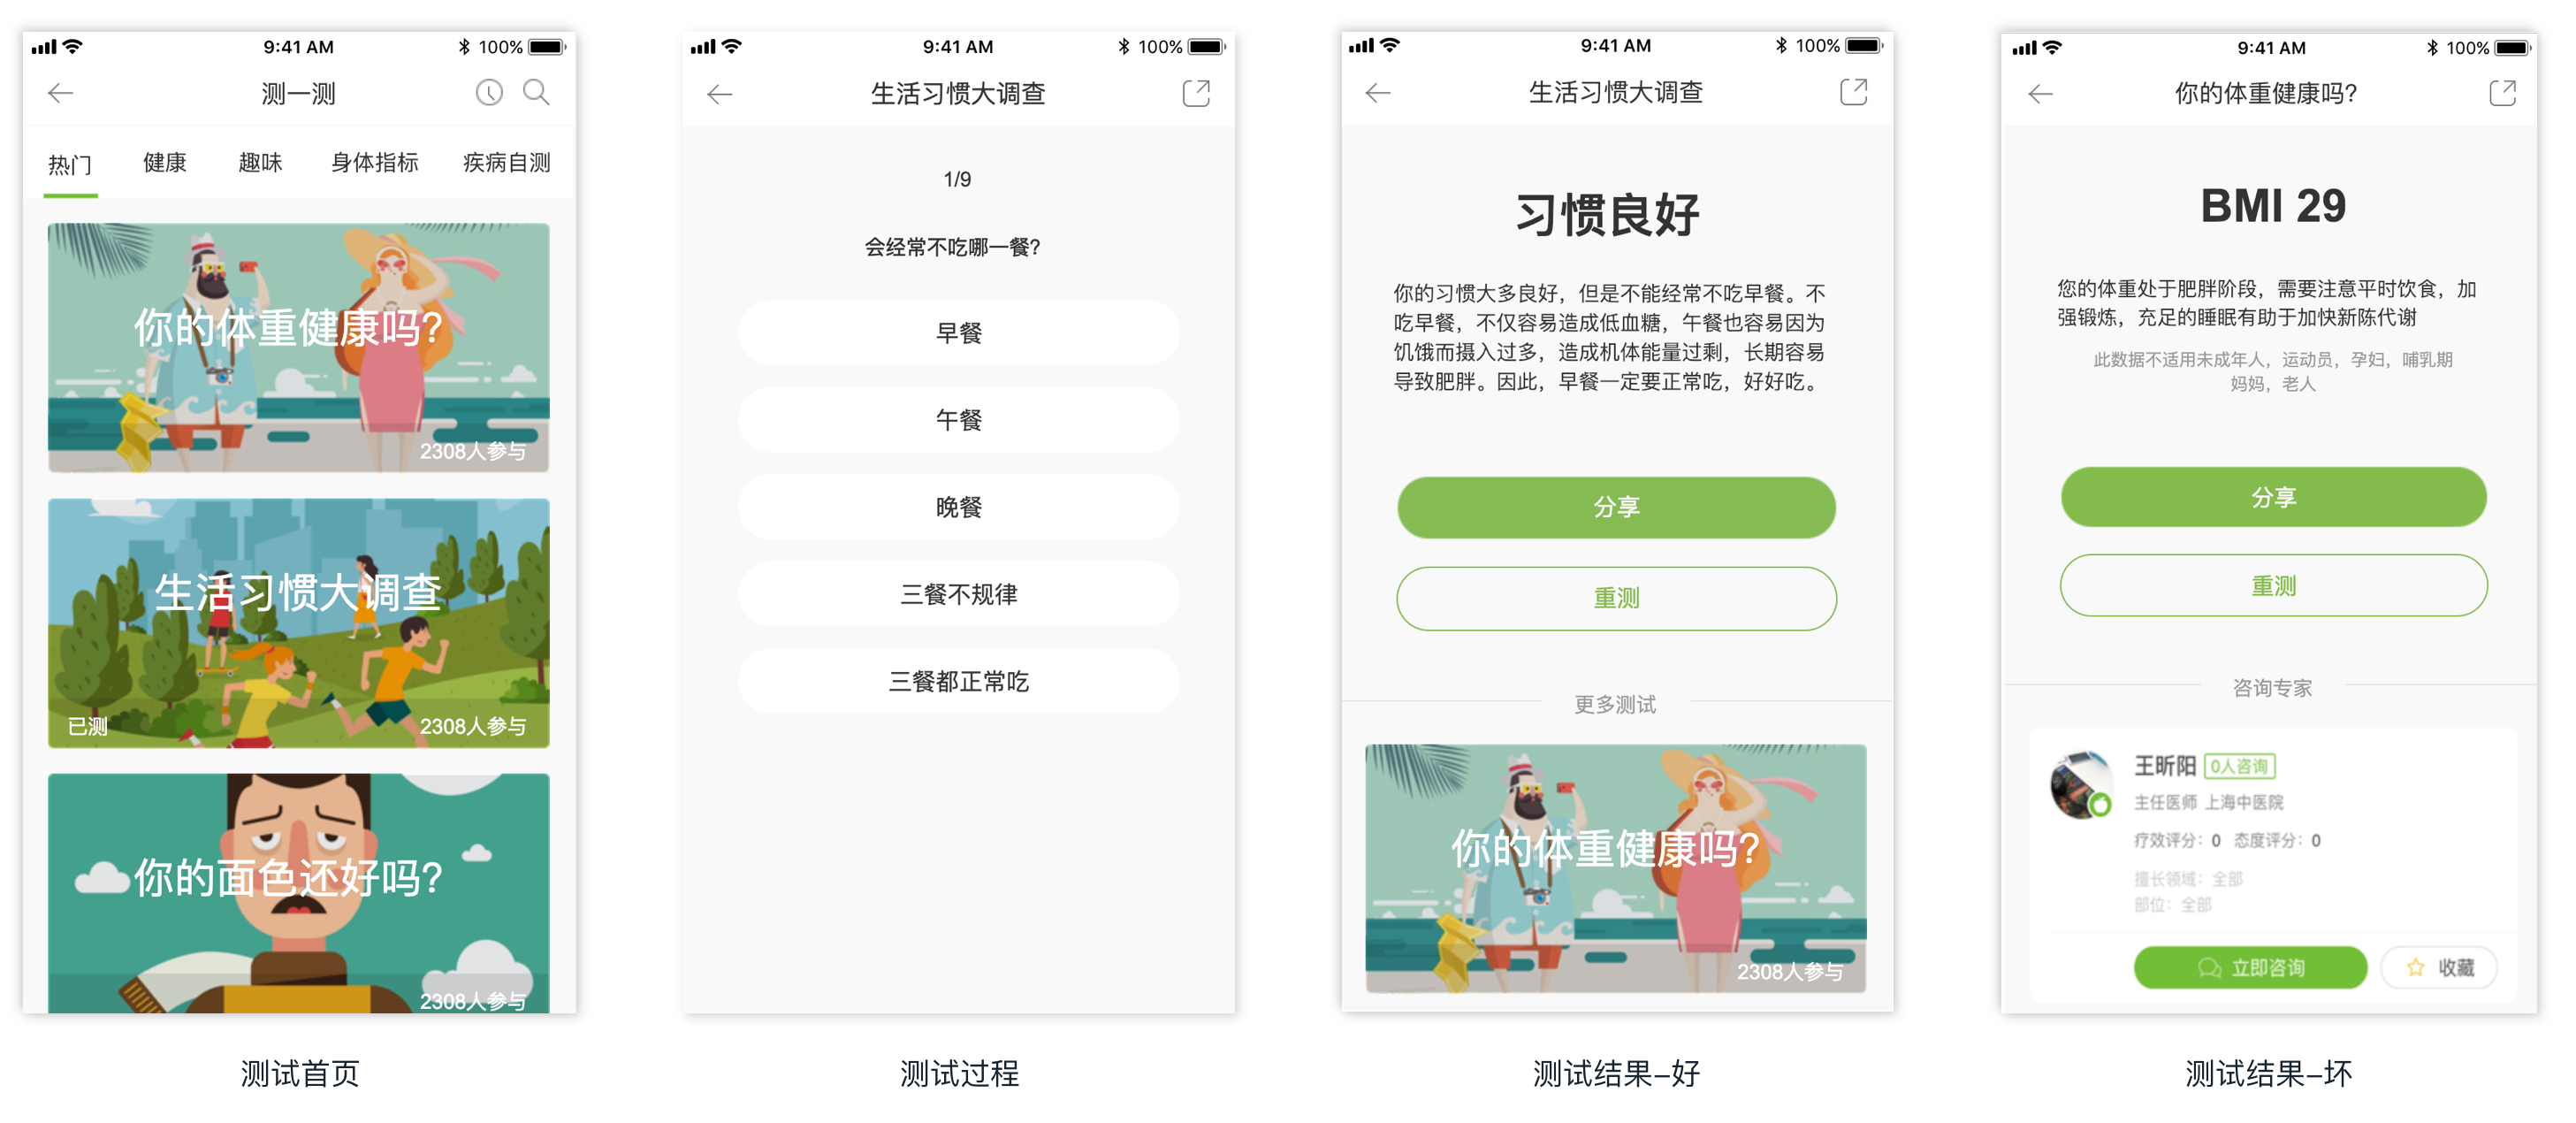 9:41 AM
100%
测一测
热门
健康
趣味
身体指标
疾病自测
你的体重健康吗?
2308人参与
生活习惯大调查
已测
2308人参与
你的面色还好吗?
2308人参与
测试首页
9:41 AM
100%
生活习惯大调查
1/9
会经常不吃哪一餐?
早餐
午餐
晚餐
三餐不规律
三餐都正常吃
测试过程
9:41 AM
100%
生活习惯大调查
习惯良好
你的习惯大多良好，但是不能经常不吃早餐。不
吃早餐，不仅容易造成低血糖，午餐也容易因为
饥饿而摄入过多，造成机体能量过剩，长期容易
导致肥胖。因此，早餐一定要正常吃，好好吃。
分享
重测
更多测试
你的体重健康吗?
2308人参与
测试结果–好
9:41 AM
100%
你的体重健康吗?
BMI 29
您的体重处于肥胖阶段，需要注意平时饮食，加
强锻炼，充足的睡眠有助于加快新陈代谢
此数据不适用未成年人，运动员，孕妇，哺乳期
妈妈，老人
分享
重测
咨询专家
王昕阳 0人咨询
主任医师 上海中医院
疗效评分：0 态度评分：0
擅长领域：全部
部位：全部
立即咨询
收藏
测试结果–坏